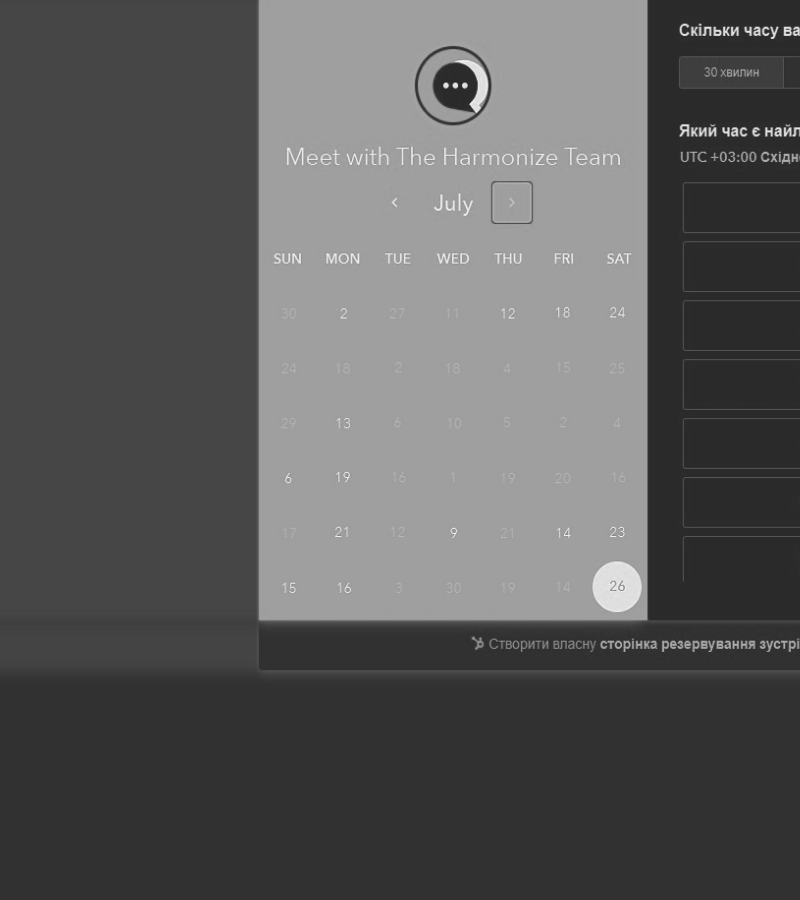 Meet with The Harmonize Team
July
SUN MON TUE WED THU FRI SAT
30 2 27 11 12 18 24
24 18 2 18 4 15 25
29 13 6 10 5 2 4
6 19 16 1 19 20 16
17 21 12 9 21 14 23
15 16 3 30 19 14 26
Скільки часу ва
30 хвилин
Який час є найл
UTC +03:00 Східн
Створити власну сторінка резервування зустрі